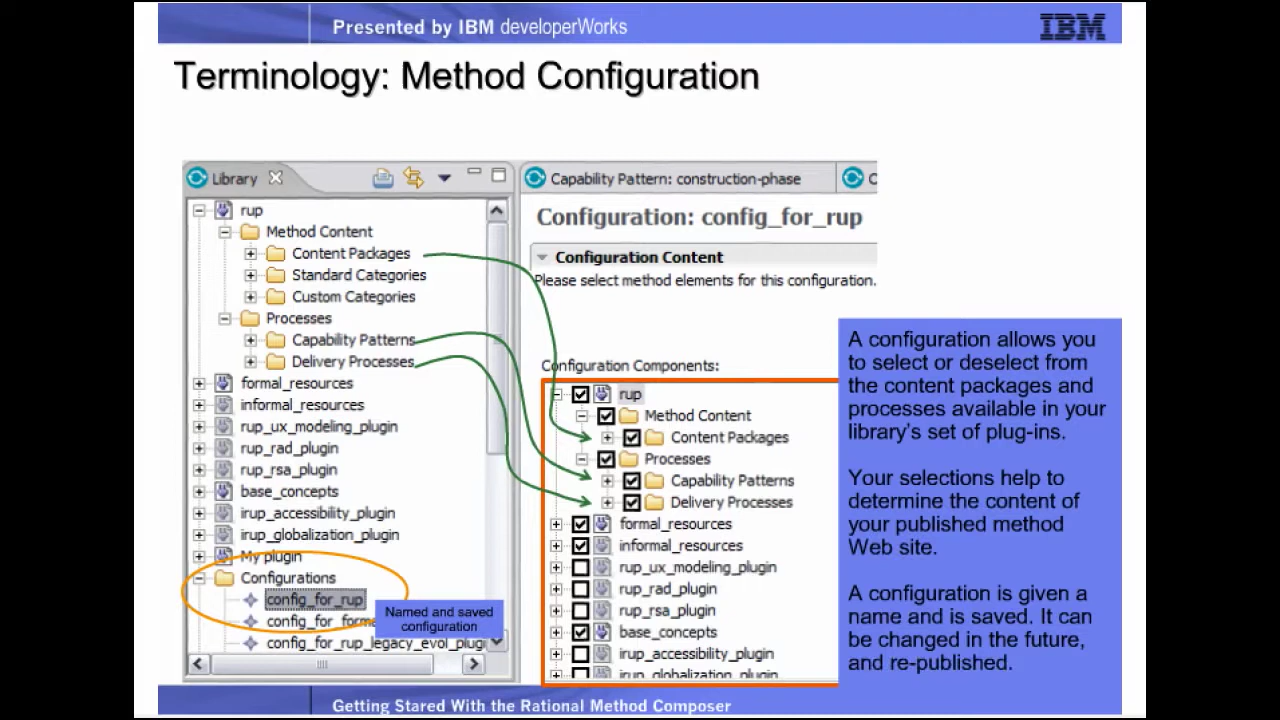 Presented by IBM developerWorks
IBM
Terminology: Method Configuration
Library
rup
Method Content
Content Packages
Standard Categories
Custom Categories
Processes
Capability Patterns
Delivery Processes
formal_resources
informal_resources
rup_ux_modeling_plugin
rup_rad_plugin
rup_rsa_plugin
base_concepts
irup_accessibility_plugin
irup_globalization_plugin
My plugin
Configurations
config_for_rup
config_for_forma
config_for_rup_legacy_evol_plugi
Named and saved
configuration
Capability Pattern: construction-phase
C
Configuration: config_for_rup
Configuration Content
Please select method elements for this configuration.
Configuration Components:
rup
Method Content
Content Packages
Processes
Capability Patterns
Delivery Processes
formal_resources
informal_resources
rup_ux_modeling_plugin
rup_rad_plugin
rup_rsa_plugin
base_concepts
irup_accessibility_plugin
irup_globalization_plugin
A configuration allows you
to select or deselect from
the content packages and
processes available in your
library's set of plug-ins.
Your selections help to
determine the content of
your published method
Web site.
A configuration is given a
name and is saved. It can
be changed in the future,
and re-published.
Getting Stared With the Rational Method Composer